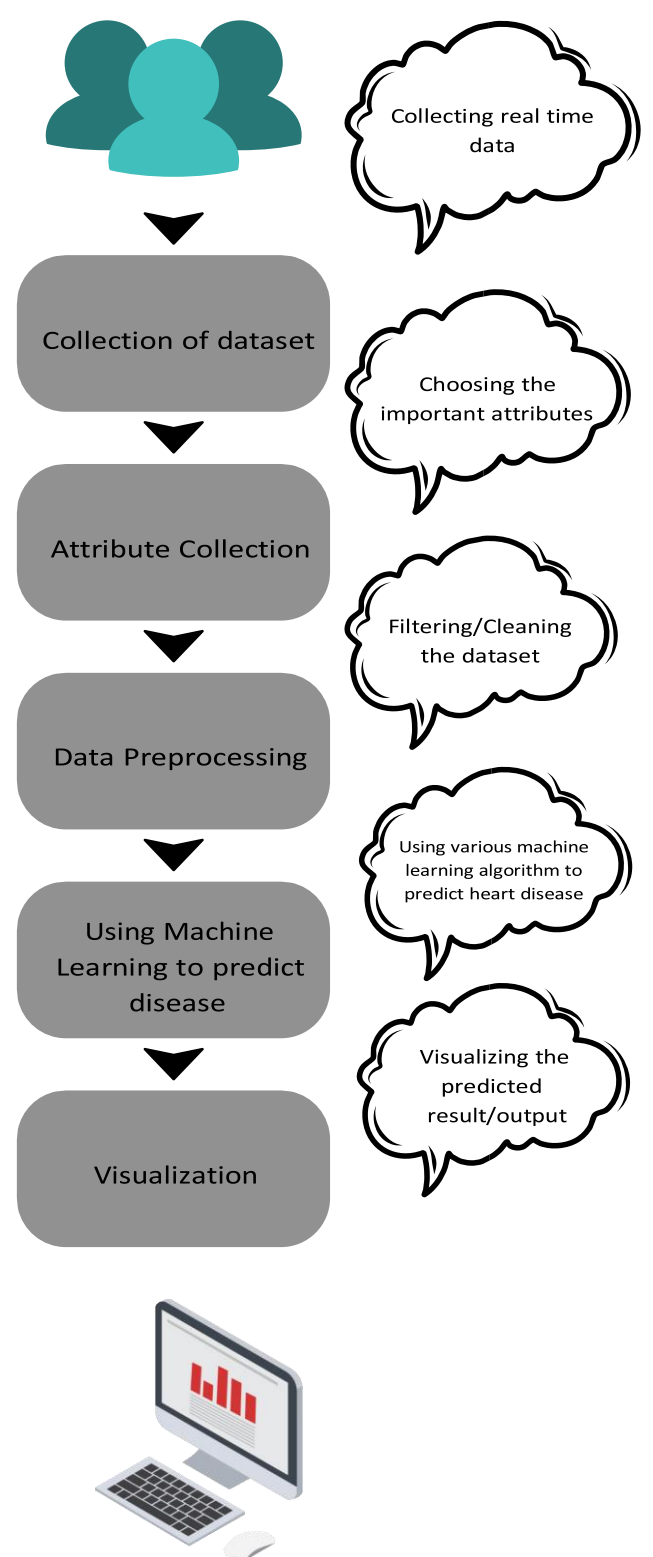 Collecting real time
data
Collection of dataset
Choosing the
important attributes
Attribute Collection
Filtering/Cleaning
the dataset
Data Preprocessing
Using various machine
learning algorithm to
predict heart disease
Using Machine
Learning to predict
disease
Visualizing the
predicted
result/output
Visualization